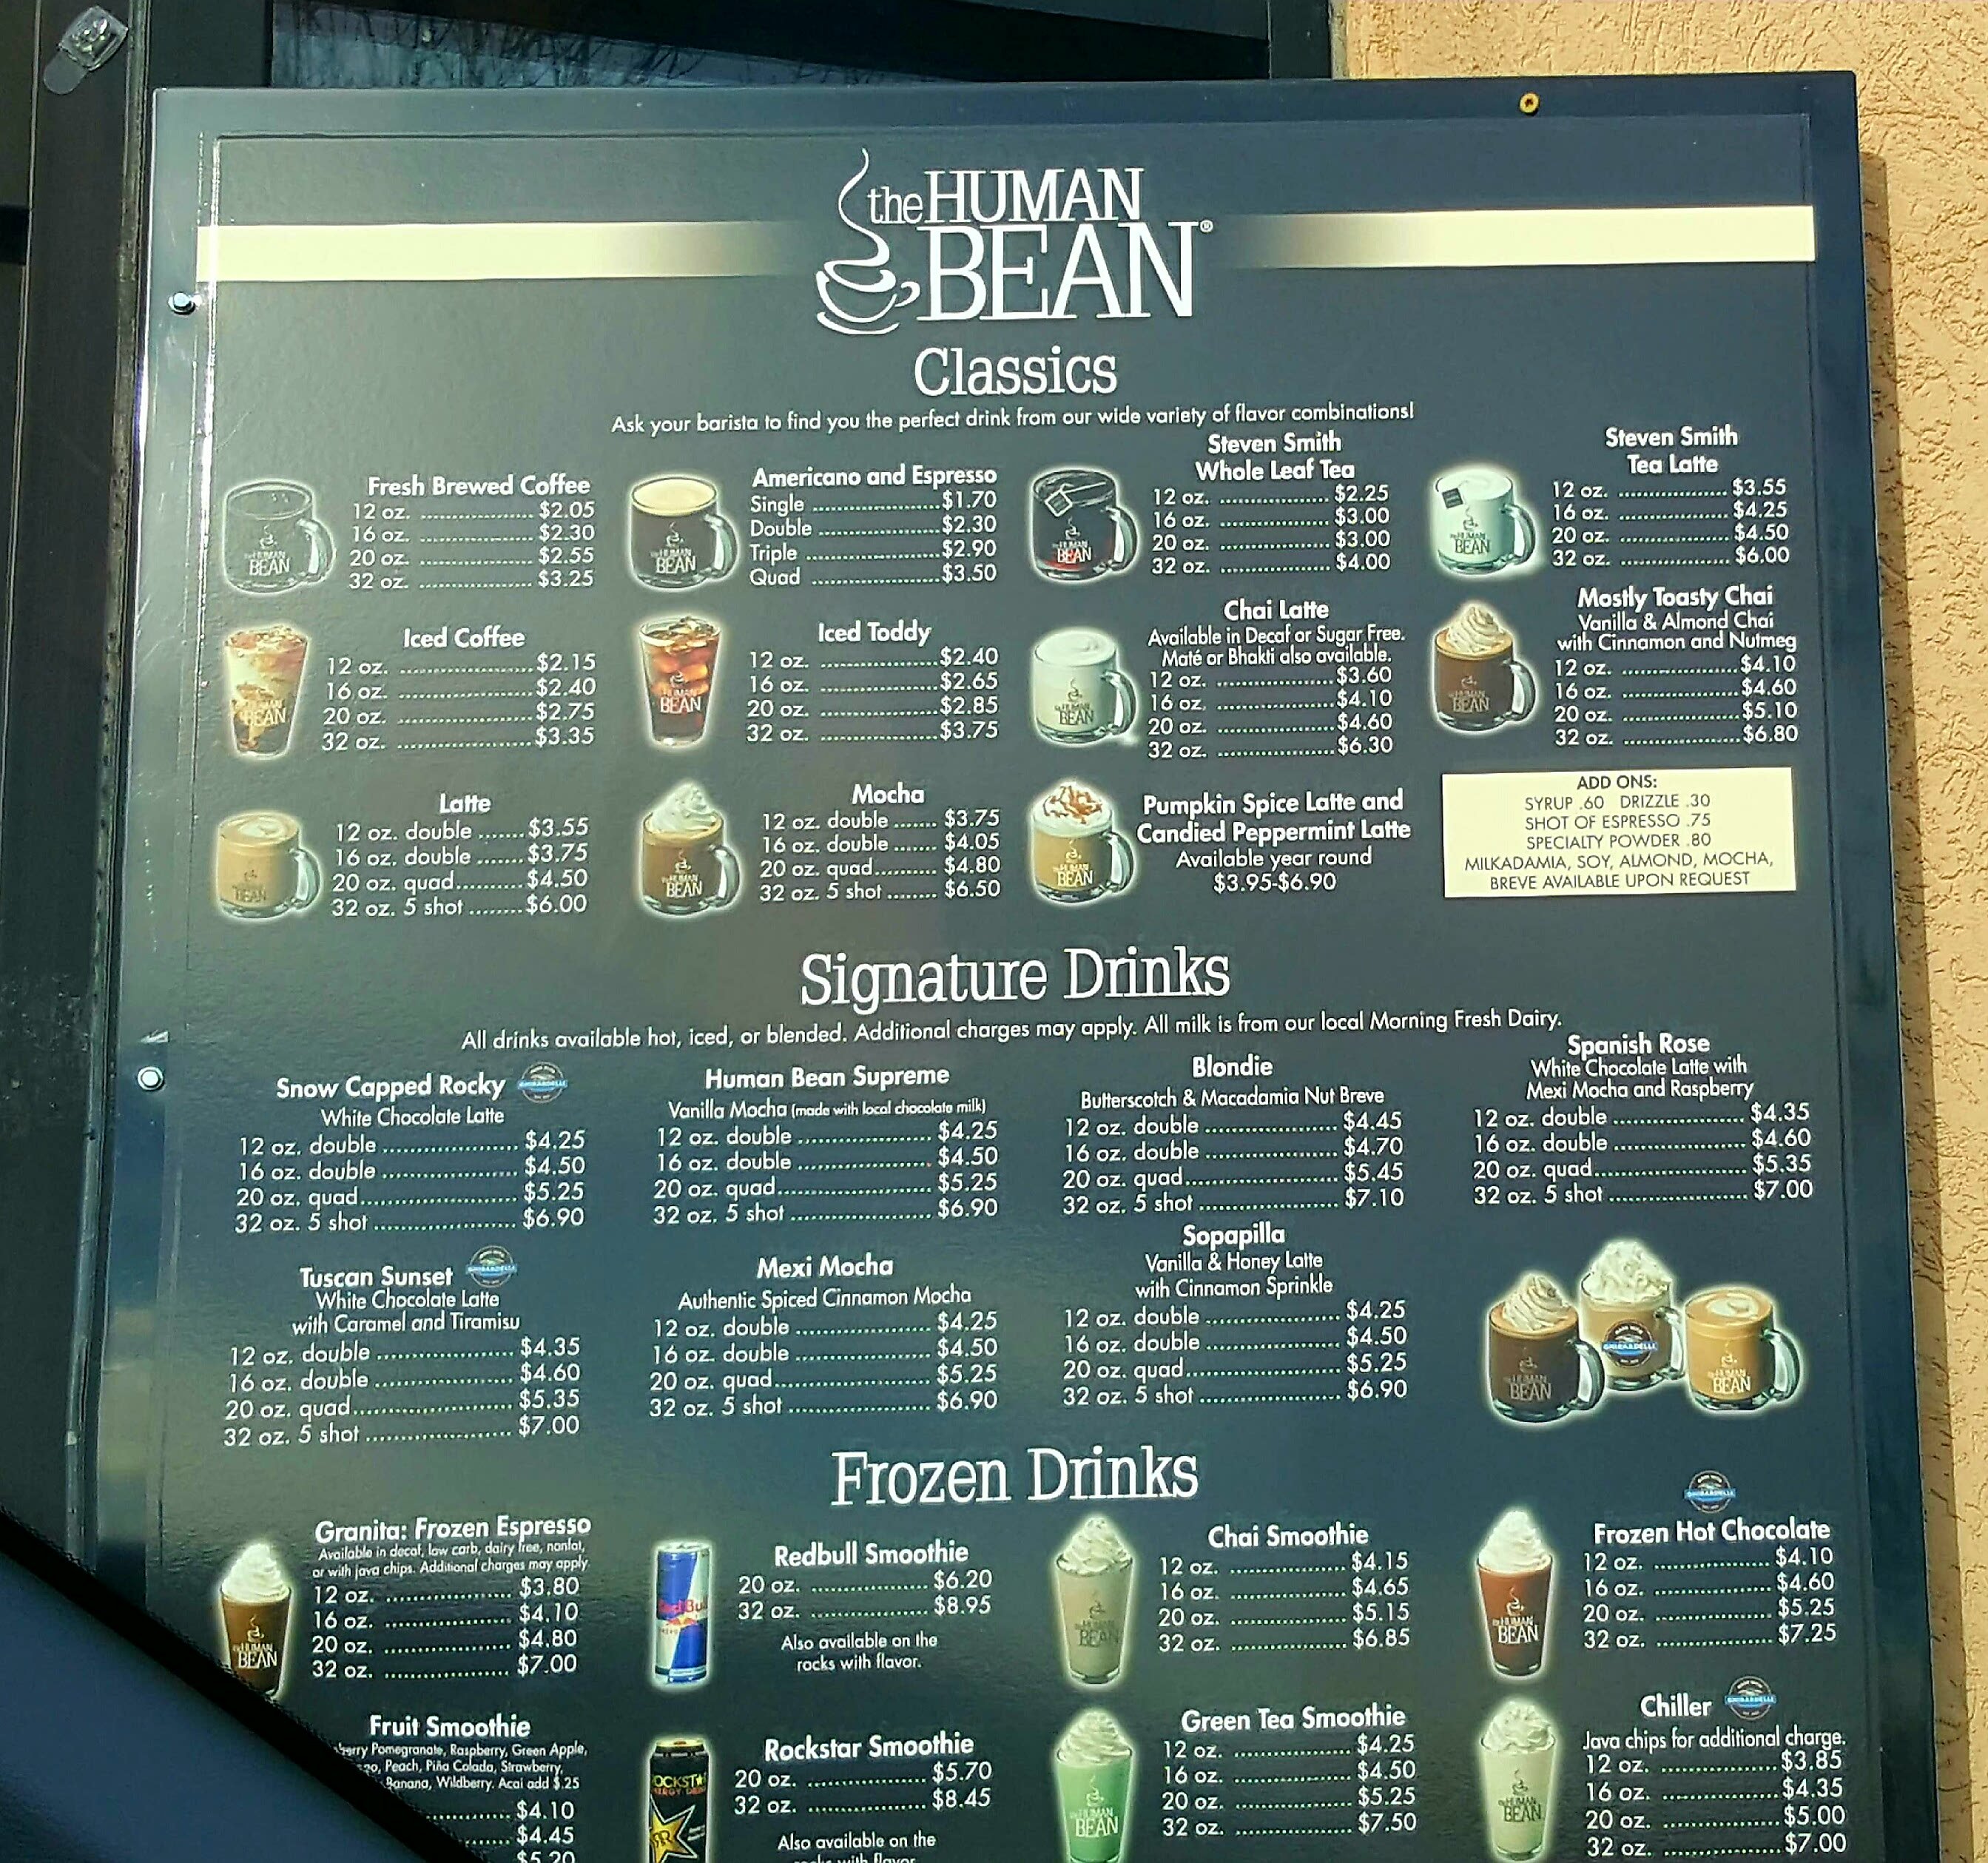 the HUMAN
BEAN®
Classics
Ask your barista to find you the perfect drink from our wide variety of flavor combinations!
Fresh Brewed Coffee
12 oz. .................. $2.05
16 oz. .................. $2.30
20 oz. .................. $2.55
32 oz. .................. $3.25
Americano and Espresso
Single .................. $1.70
Double .................. $2.30
Triple .................. $2.90
Quad .................. $3.50
Steven Smith
Whole Leaf Tea
12 oz. .................. $2.25
16 oz. .................. $3.00
20 oz. .................. $3.00
32 oz. .................. $4.00
Steven Smith
Tea Latte
12 oz. .................. $3.55
16 oz. .................. $4.25
20 oz. .................. $4.50
32 oz. .................. $6.00
Iced Coffee
12 oz. .................. $2.15
16 oz. .................. $2.40
20 oz. .................. $2.75
32 oz. .................. $3.35
Iced Toddy
12 oz. .................. $2.40
16 oz. .................. $2.65
20 oz. .................. $2.85
32 oz. .................. $3.75
Chai Latte
Available in Decaf or Sugar Free.
Maté or Bhakti also available.
12 oz. .................. $3.60
16 oz. .................. $4.10
20 oz. .................. $4.60
32 oz. .................. $6.30
Mostly Toasty Chai
Vanilla & Almond Chai
with Cinnamon and Nutmeg
12 oz. .................. $4.10
16 oz. .................. $4.60
20 oz. .................. $5.10
32 oz. .................. $6.80
Latte
12 oz. double ....... $3.55
16 oz. double ....... $3.75
20 oz. quad.......... $4.50
32 oz. 5 shot ........ $6.00
Mocha
12 oz. double ....... $3.75
16 oz. double ....... $4.05
20 oz. quad.......... $4.80
32 oz. 5 shot ........ $6.50
Pumpkin Spice Latte and
Candied Peppermint Latte
Available year round
$3.95-$6.90
ADD ONS:
SYRUP .60 DRIZZLE .30
SHOT OF ESPRESSO .75
SPECIALTY POWDER .80
MILKADAMIA, SOY, ALMOND, MOCHA,
BREVE AVAILABLE UPON REQUEST
Signature Drinks
All drinks available hot, iced, or blended. Additional charges may apply. All milk is from our local Morning Fresh Dairy.
Snow Capped Rocky GHIRARDELLI
White Chocolate Latte
12 oz. double .................... $4.25
16 oz. double .................... $4.50
20 oz. quad....................... $5.25
32 oz. 5 shot ..................... $6.90
Human Bean Supreme
Vanilla Mocha (made with local chocolate milk)
12 oz. double .................... $4.25
16 oz. double .................... $4.50
20 oz. quad....................... $5.25
32 oz. 5 shot ..................... $6.90
Blondie
Butterscotch & Macadamia Nut Breve
12 oz. double .................... $4.45
16 oz. double .................... $4.70
20 oz. quad....................... $5.45
32 oz. 5 shot ..................... $7.10
Spanish Rose
White Chocolate Latte with
Mexi Mocha and Raspberry
12 oz. double .................... $4.35
16 oz. double .................... $4.60
20 oz. quad....................... $5.35
32 oz. 5 shot ..................... $7.00
Tuscan Sunset GHIRARDELLI
White Chocolate Latte
with Caramel and Tiramisu
12 oz. double .................... $4.35
16 oz. double .................... $4.60
20 oz. quad....................... $5.35
32 oz. 5 shot ..................... $7.00
Mexi Mocha
Authentic Spiced Cinnamon Mocha
12 oz. double .................... $4.25
16 oz. double .................... $4.50
20 oz. quad....................... $5.25
32 oz. 5 shot ..................... $6.90
Sopapilla
Vanilla & Honey Latte
with Cinnamon Sprinkle
12 oz. double .................... $4.25
16 oz. double .................... $4.50
20 oz. quad....................... $5.25
32 oz. 5 shot ..................... $6.90
Frozen Drinks
Granita: Frozen Espresso
Available in decaf, low carb, dairy free, nonfat,
or with java chips. Additional charges may apply
12 oz. .................. $3.80
16 oz. .................. $4.10
20 oz. .................. $4.80
32 oz. .................. $7.00
Redbull Smoothie
20 oz. .................. $6.20
32 oz. .................. $8.95
Also available on the
rocks with flavor.
Chai Smoothie
12 oz. .................. $4.15
16 oz. .................. $4.65
20 oz. .................. $5.15
32 oz. .................. $6.85
GHIRARDELLI
Frozen Hot Chocolate
12 oz. .................. $4.10
16 oz. .................. $4.60
20 oz. .................. $5.25
32 oz. .................. $7.25
Fruit Smoothie
Pomegranate, Raspberry, Green Apple,
Peach, Piña Colada, Strawberry,
Banana, Wildberry. Acai add $.25
$4.10
$4.45
$5.20
Rockstar Smoothie
20 oz. .................. $5.70
32 oz. .................. $8.45
Also available on the
Green Tea Smoothie
12 oz. .................. $4.25
16 oz. .................. $4.50
20 oz. .................. $5.25
32 oz. .................. $7.50
Chiller GHIRARDELLI
Java chips for additional charge.
12 oz. .................. $3.85
16 oz. .................. $4.35
20 oz. .................. $5.00
32 oz. .................. $7.00